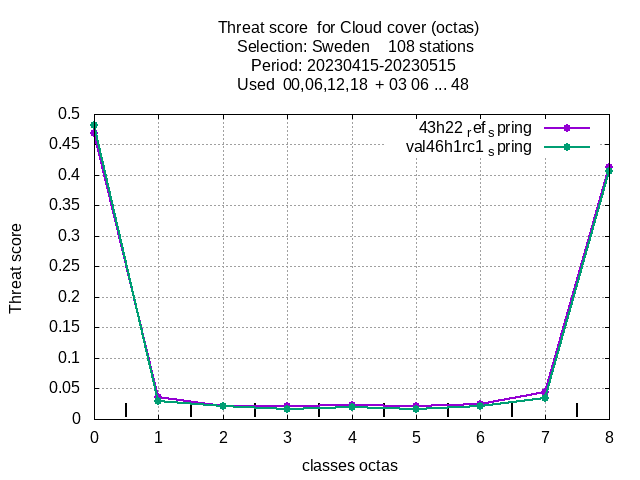 Threat score  for Cloud cover (octas)
Selection: Sweden    108 stations
Period: 20230415-20230515
Used  00,06,12,18  + 03 06 ... 48
43h22 ref spring
val46h1rc1 spring
Threat score
0.5
0.45
0.4
0.35
0.3
0.25
0.2
0.15
0.1
0.05
0
0 1 2 3 4 5 6 7 8
classes octas